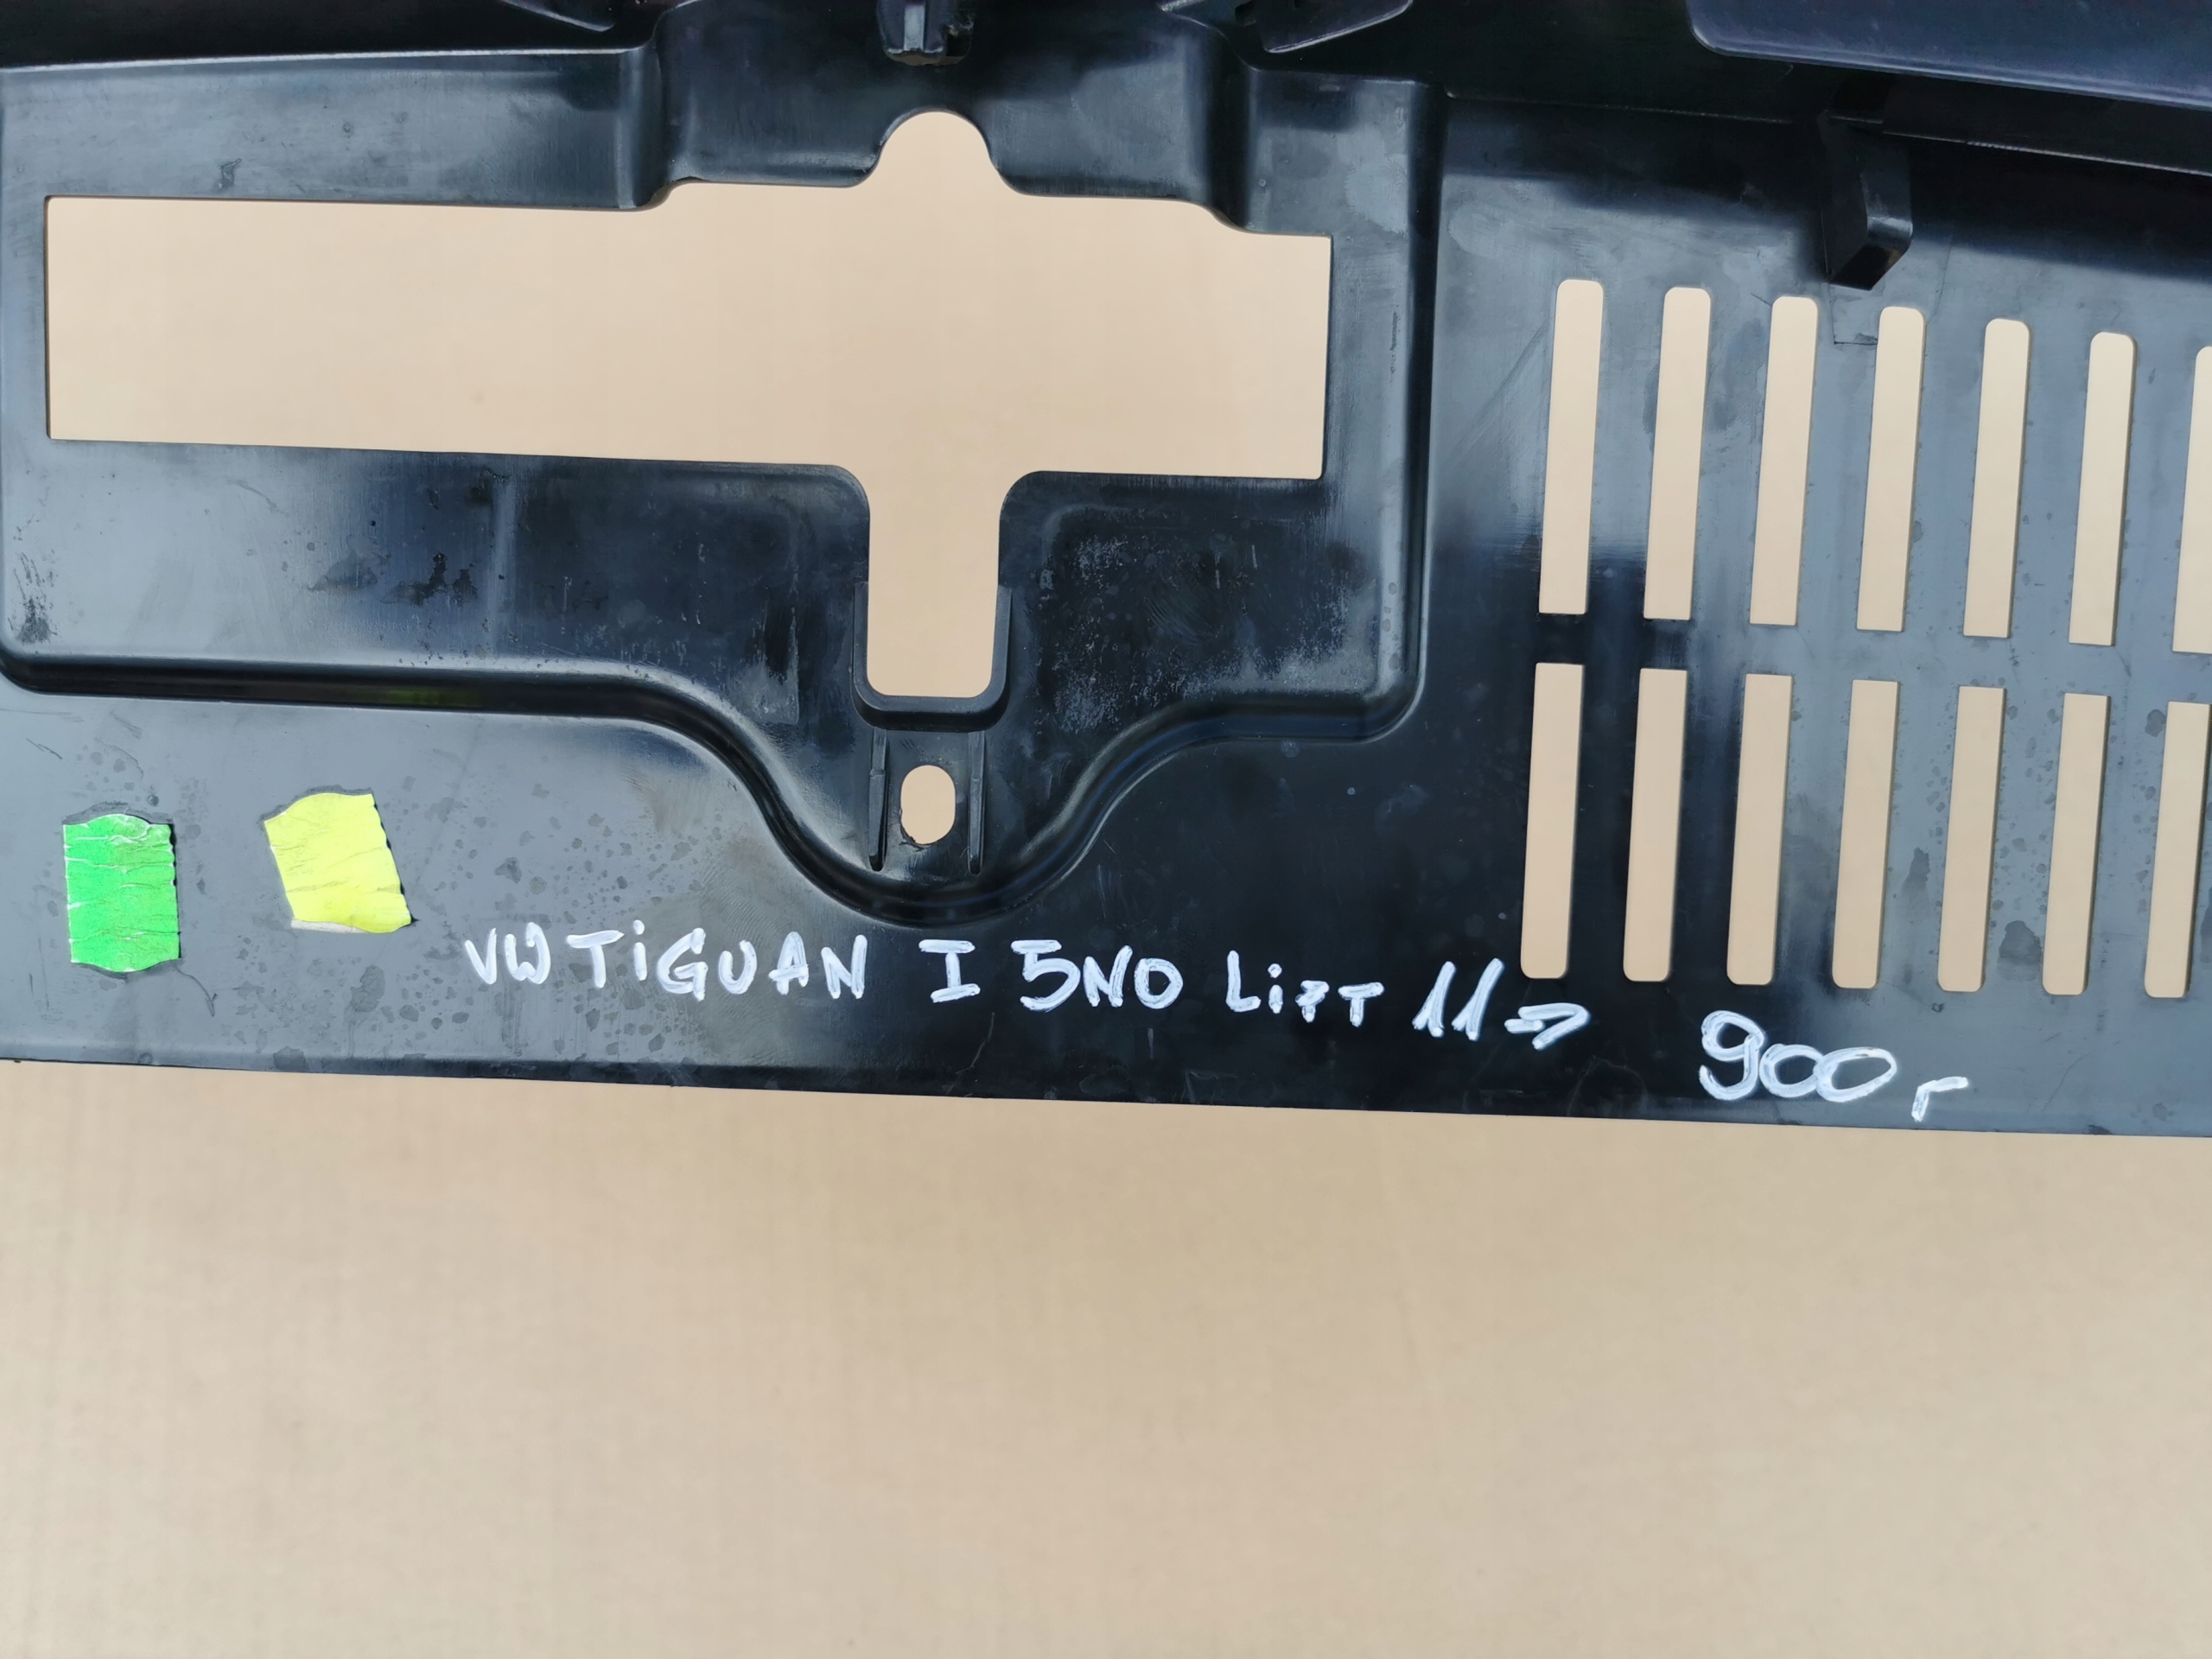 VW TiGUAN I 5NO LiFT 11→ 900,-